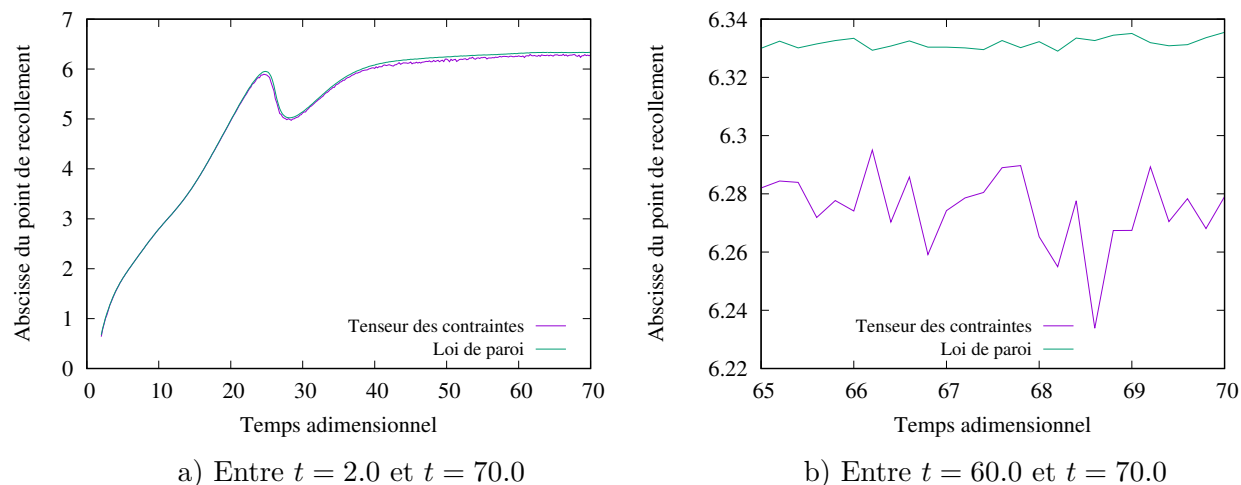 Abscisse du point de recollement
7
6
5
4
3
2
1
0
0 10 20 30 40 50 60 70
Temps adimensionnel
Tenseur des contraintes
Loi de paroi
a) Entre t = 2.0 et t = 70.0
Abscisse du point de recollement
6.34
6.32
6.3
6.28
6.26
6.24
6.22
65 66 67 68 69 70
Temps adimensionnel
Tenseur des contraintes
Loi de paroi
b) Entre t = 60.0 et t = 70.0